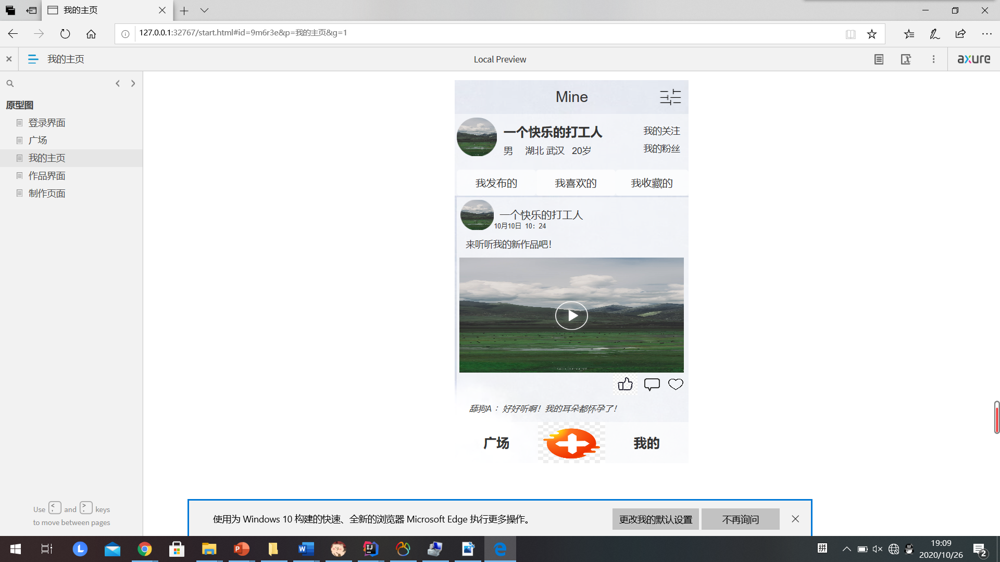 我的主页
127.0.0.1:32767/start.html#id=9m6r3e&p=我的主页&g=1
我的主页
Local Preview
axure
原型图
登录界面
广场
我的主页
作品界面
制作页面
Use < , and > . keys
to move between pages
Mine
一个快乐的打工人
男 湖北 武汉 20岁
我的关注
我的粉丝
我发布的 我喜欢的 我收藏的
一个快乐的打工人
10月10日 10：24
来听听我的新作品吧！
舔狗A：好好听啊！我的耳朵都怀孕了！
广场
我的
使用为 Windows 10 构建的快速、全新的浏览器 Microsoft Edge 执行更多操作。
更改我的默认设置
不再询问
拼
19:09
2020/10/26
2